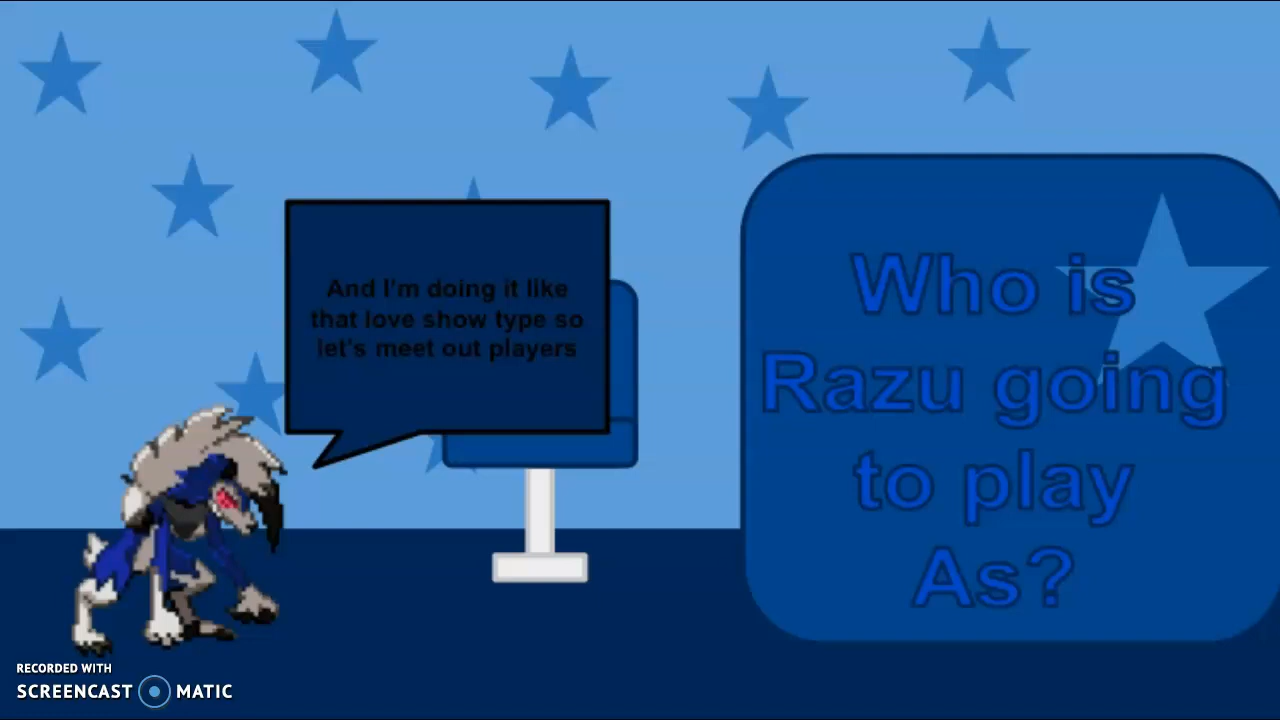 And I'm doing it like
that love show type so
let's meet out players
Who is
Razu going
to play
As?
RECORDED WITH
SCREENCAST MATIC